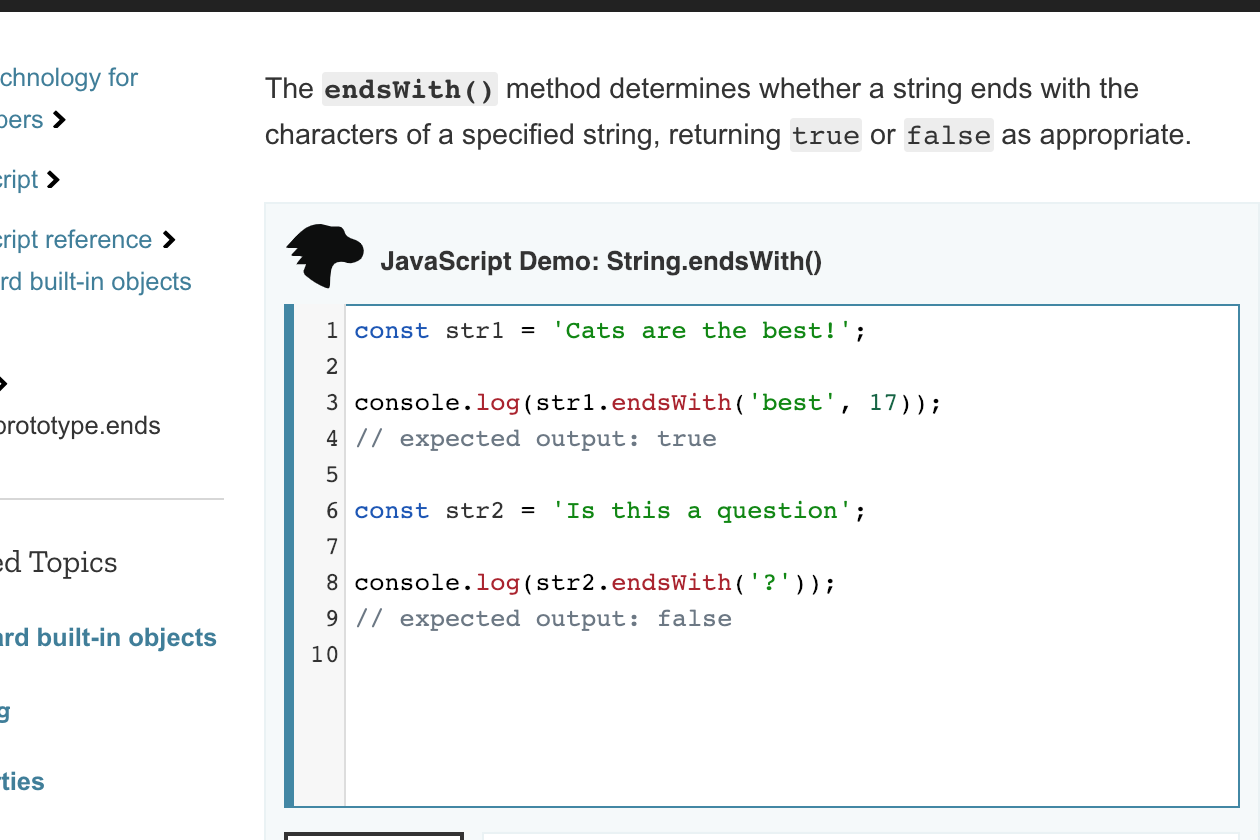 chnology for
pers
cript
cript reference
rd built-in objects
prototype.ends
ed Topics
ard built-in objects
g
ties
The endsWith() method determines whether a string ends with the
characters of a specified string, returning true or false as appropriate.
JavaScript Demo: String.endsWith()
1 const str1 = 'Cats are the best!';
2
3 console.log(str1.endsWith('best', 17));
4 // expected output: true
5
6 const str2 = 'Is this a question';
7
8 console.log(str2.endsWith('?'));
9 // expected output: false
10